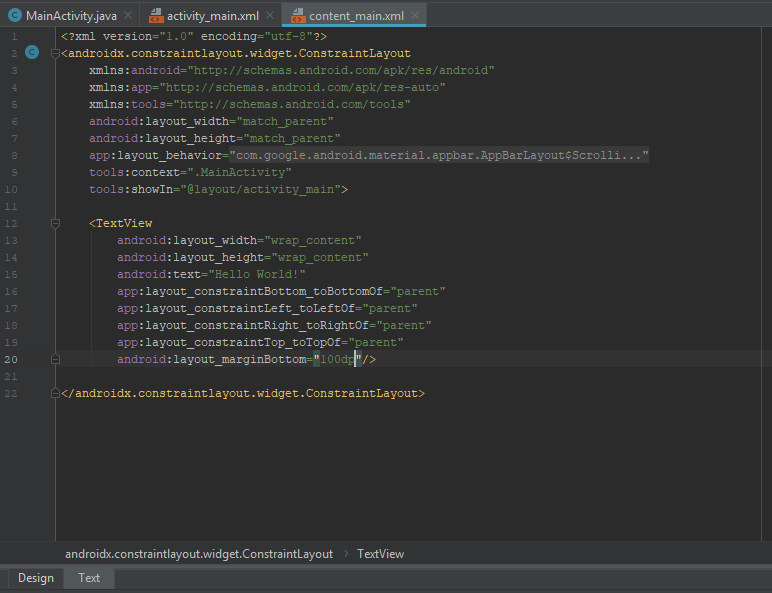 MainActivity.java activity_main.xml content_main.xml
1 <?xml version="1.0" encoding="utf-8"?>
2 <androidx.constraintlayout.widget.ConstraintLayout
3 xmlns:android="http://schemas.android.com/apk/res/android"
4 xmlns:app="http://schemas.android.com/apk/res-auto"
5 xmlns:tools="http://schemas.android.com/tools"
6 android:layout_width="match_parent"
7 android:layout_height="match_parent"
8 app:layout_behavior="com.google.android.material.appbar.AppBarLayout$Scrolli..."
9 tools:context=".MainActivity"
10 tools:showIn="@layout/activity_main">
11
12 <TextView
13 android:layout_width="wrap_content"
14 android:layout_height="wrap_content"
15 android:text="Hello World!"
16 app:layout_constraintBottom_toBottomOf="parent"
17 app:layout_constraintLeft_toLeftOf="parent"
18 app:layout_constraintRight_toRightOf="parent"
19 app:layout_constraintTop_toTopOf="parent"
20 android:layout_marginBottom="100dp"/>
21
22 </androidx.constraintlayout.widget.ConstraintLayout>
androidx.constraintlayout.widget.ConstraintLayout › TextView
Design Text